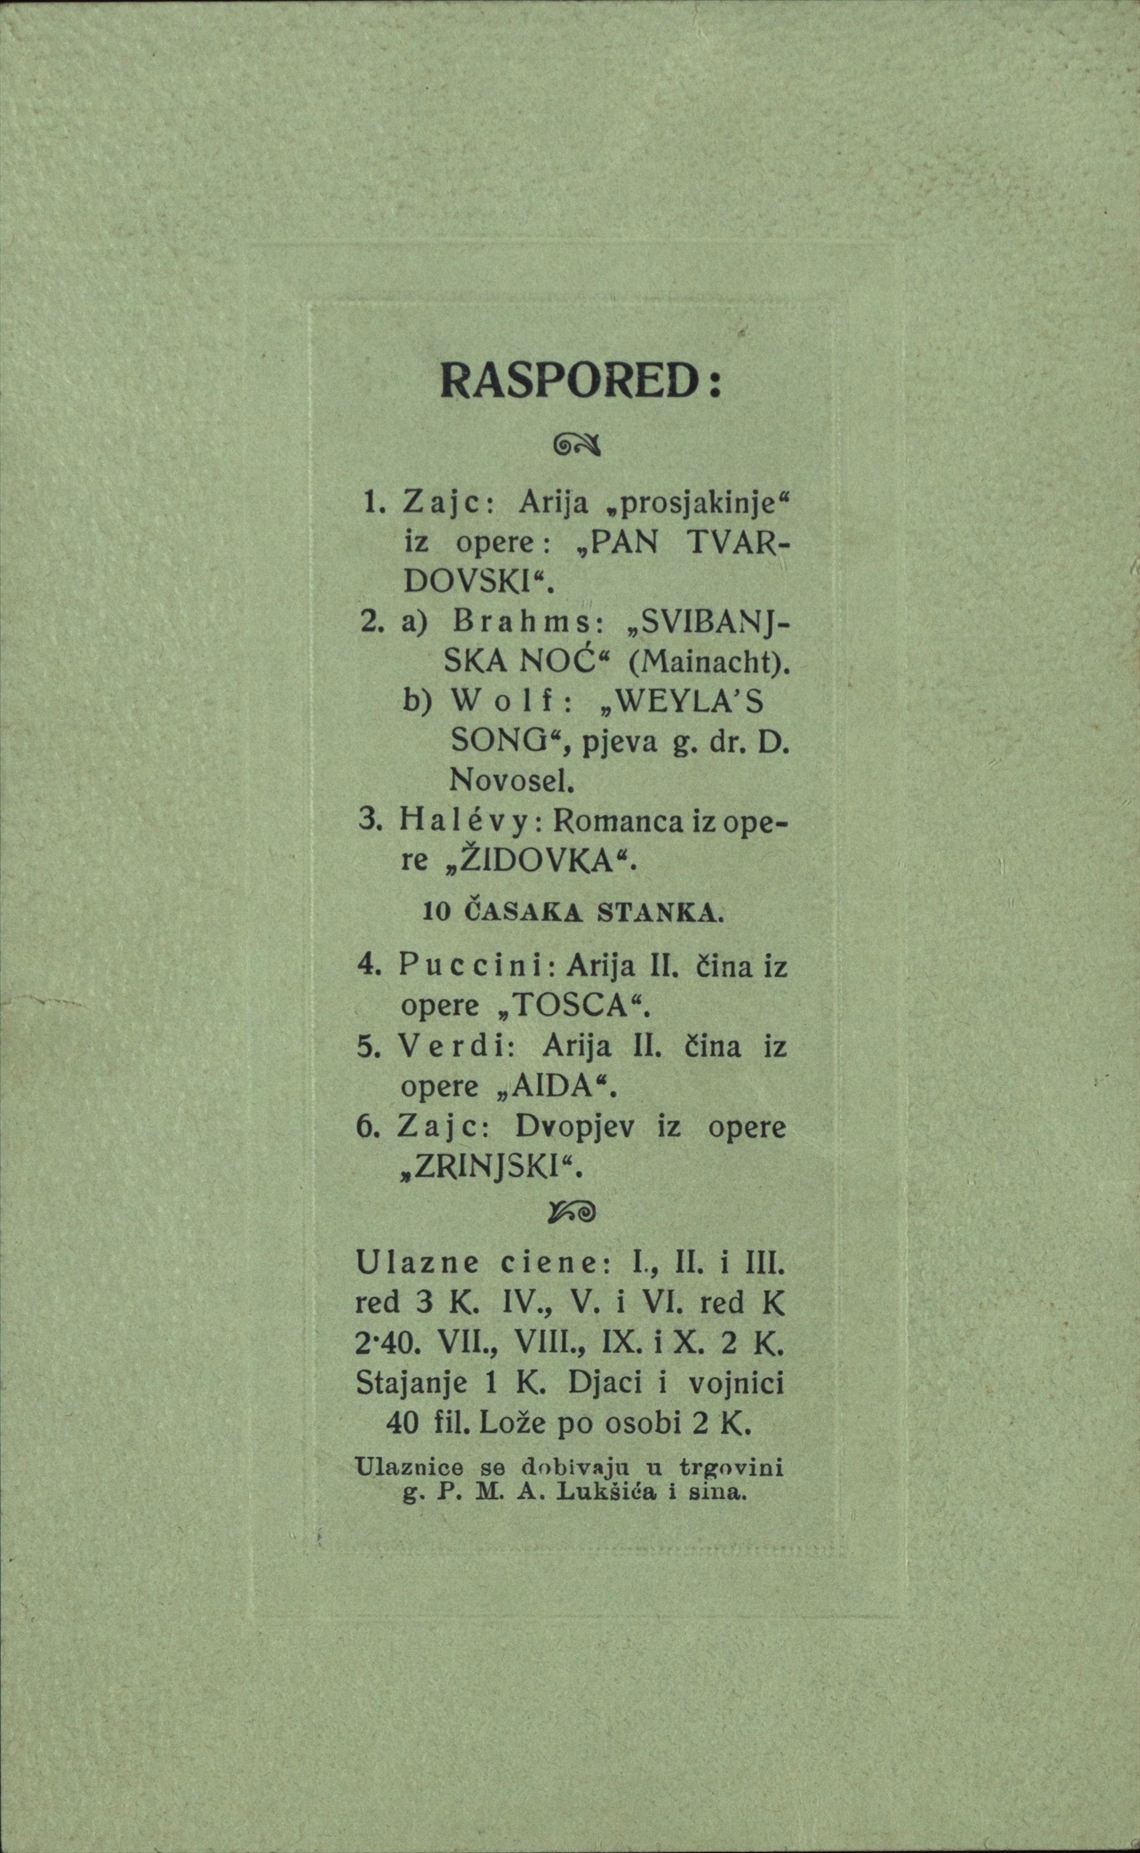 RASPORED:
1. Zajc: Arija „prosjakinje“
iz opere: „PAN TVAR-
DOVSKI“.
2. a) Brahms: „SVIBANJ-
SKA NOĆ“ (Mainacht).
b) Wolf: „WEYLA’S
SONG“, pjeva g. dr. D.
Novosel.
3. Halévy: Romanca iz ope-
re „ŽIDOVKA“.
10 ČASAKA STANKA.
4. Puccini: Arija II. čina iz
opere „TOSCA“.
5. Verdi: Arija II. čina iz
opere „AIDA“.
6. Zajc: Dvopjev iz opere
„ZRINJSKI“.
Ulazne ciene: I., II. i III.
red 3 K. IV., V. i VI. red K
2·40. VII., VIII., IX. i X. 2 K.
Stajanje 1 K. Djaci i vojnici
40 fil. Lože po osobi 2 K.
Ulaznice se dobivaju u trgovini
g. P. M. A. Lukšića i sina.